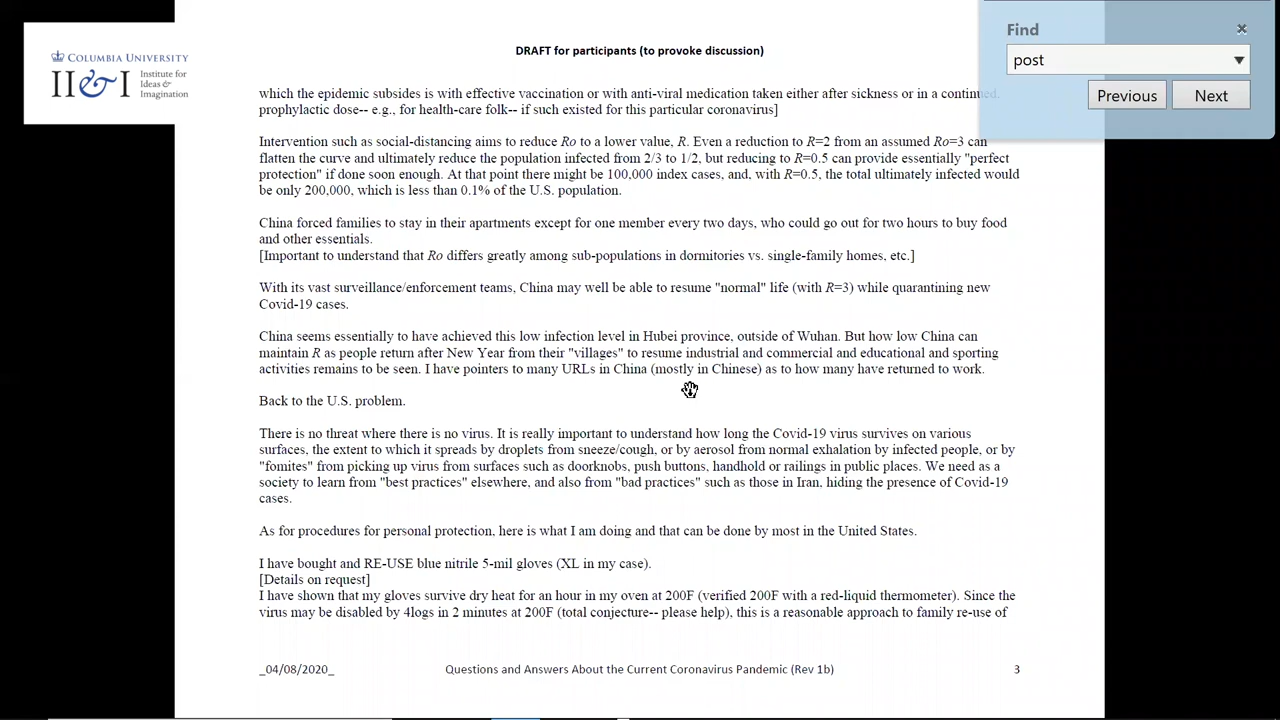 COLUMBIA UNIVERSITY
II&I Institute for
Ideas &
Imagination
DRAFT for participants (to provoke discussion)
Find
post
Previous
Next
which the epidemic subsides is with effective vaccination or with anti-viral medication taken either after sickness or in a continued,
prophylactic dose-- e.g., for health-care folk-- if such existed for this particular coronavirus]
Intervention such as social-distancing aims to reduce Ro to a lower value, R. Even a reduction to R=2 from an assumed Ro=3 can
flatten the curve and ultimately reduce the population infected from 2/3 to 1/2, but reducing to R=0.5 can provide essentially "perfect
protection" if done soon enough. At that point there might be 100,000 index cases, and, with R=0.5, the total ultimately infected would
be only 200,000, which is less than 0.1% of the U.S. population.
China forced families to stay in their apartments except for one member every two days, who could go out for two hours to buy food
and other essentials.
[Important to understand that Ro differs greatly among sub-populations in dormitories vs. single-family homes, etc.]
With its vast surveillance/enforcement teams, China may well be able to resume "normal" life (with R=3) while quarantining new
Covid-19 cases.
China seems essentially to have achieved this low infection level in Hubei province, outside of Wuhan. But how low China can
maintain R as people return after New Year from their "villages" to resume industrial and commercial and educational and sporting
activities remains to be seen. I have pointers to many URLs in China (mostly in Chinese) as to how many have returned to work.
Back to the U.S. problem.
There is no threat where there is no virus. It is really important to understand how long the Covid-19 virus survives on various
surfaces, the extent to which it spreads by droplets from sneeze/cough, or by aerosol from normal exhalation by infected people, or by
"fomites" from picking up virus from surfaces such as doorknobs, push buttons, handhold or railings in public places. We need as a
society to learn from "best practices" elsewhere, and also from "bad practices" such as those in Iran, hiding the presence of Covid-19
cases.
As for procedures for personal protection, here is what I am doing and that can be done by most in the United States.
I have bought and RE-USE blue nitrile 5-mil gloves (XL in my case).
[Details on request]
I have shown that my gloves survive dry heat for an hour in my oven at 200F (verified 200F with a red-liquid thermometer). Since the
virus may be disabled by 4logs in 2 minutes at 200F (total conjecture-- please help), this is a reasonable approach to family re-use of
_04/08/2020_ Questions and Answers About the Current Coronavirus Pandemic (Rev 1b) 3